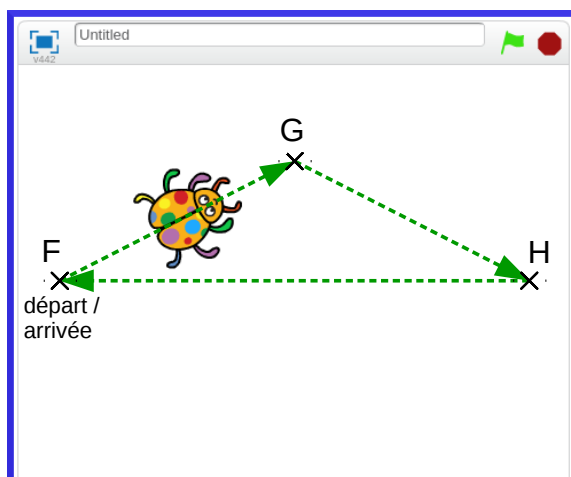 Untitled
v442
G
F
H
départ /
arrivée